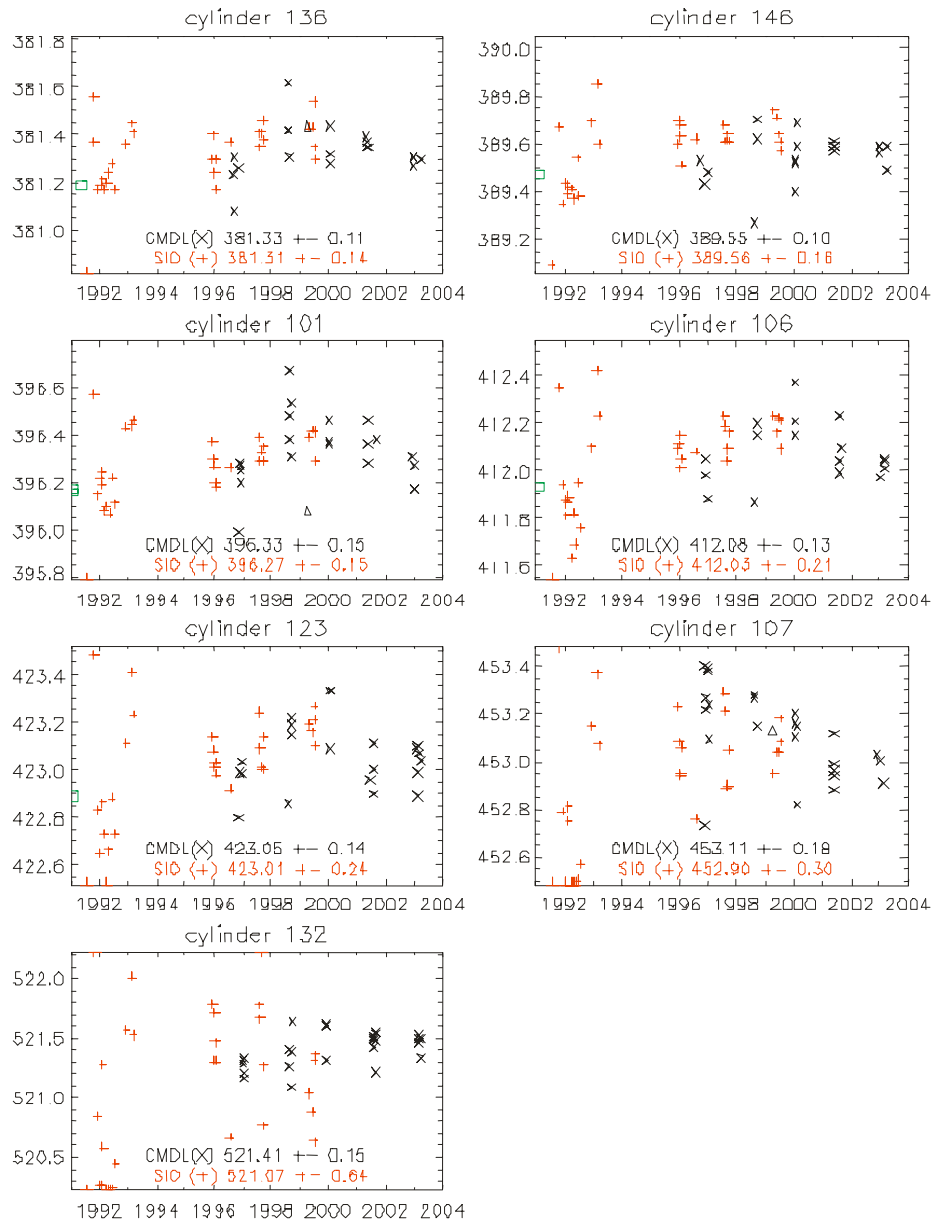 cylinder 136
381.8
381.6
381.4
381.2
381.0
CMDL(X) 381.33 +- 0.11
SIO (+) 381.31 +- 0.14
1992 1994 1996 1998 2000 2002 2004
cylinder 146
390.0
389.8
389.6
389.4
389.2
CMDL(X) 389.55 +- 0.10
SIO (+) 389.56 +- 0.16
1992 1994 1996 1998 2000 2002 2004
cylinder 101
396.6
396.4
396.2
396.0
395.8
CMDL(X) 396.33 +- 0.15
SIO (+) 396.27 +- 0.15
1992 1994 1996 1998 2000 2002 2004
cylinder 106
412.4
412.2
412.0
411.8
411.6
CMDL(X) 412.08 +- 0.13
SIO (+) 412.03 +- 0.21
1992 1994 1996 1998 2000 2002 2004
cylinder 123
423.4
423.2
423.0
422.8
422.6
CMDL(X) 423.05 +- 0.14
SIO (+) 423.01 +- 0.24
1992 1994 1996 1998 2000 2002 2004
cylinder 107
453.4
453.2
453.0
452.8
452.6
CMDL(X) 453.11 +- 0.18
SIO (+) 452.90 +- 0.30
1992 1994 1996 1998 2000 2002 2004
cylinder 132
522.0
521.5
521.0
520.5
CMDL(X) 521.41 +- 0.15
SIO (+) 521.07 +- 0.64
1992 1994 1996 1998 2000 2002 2004